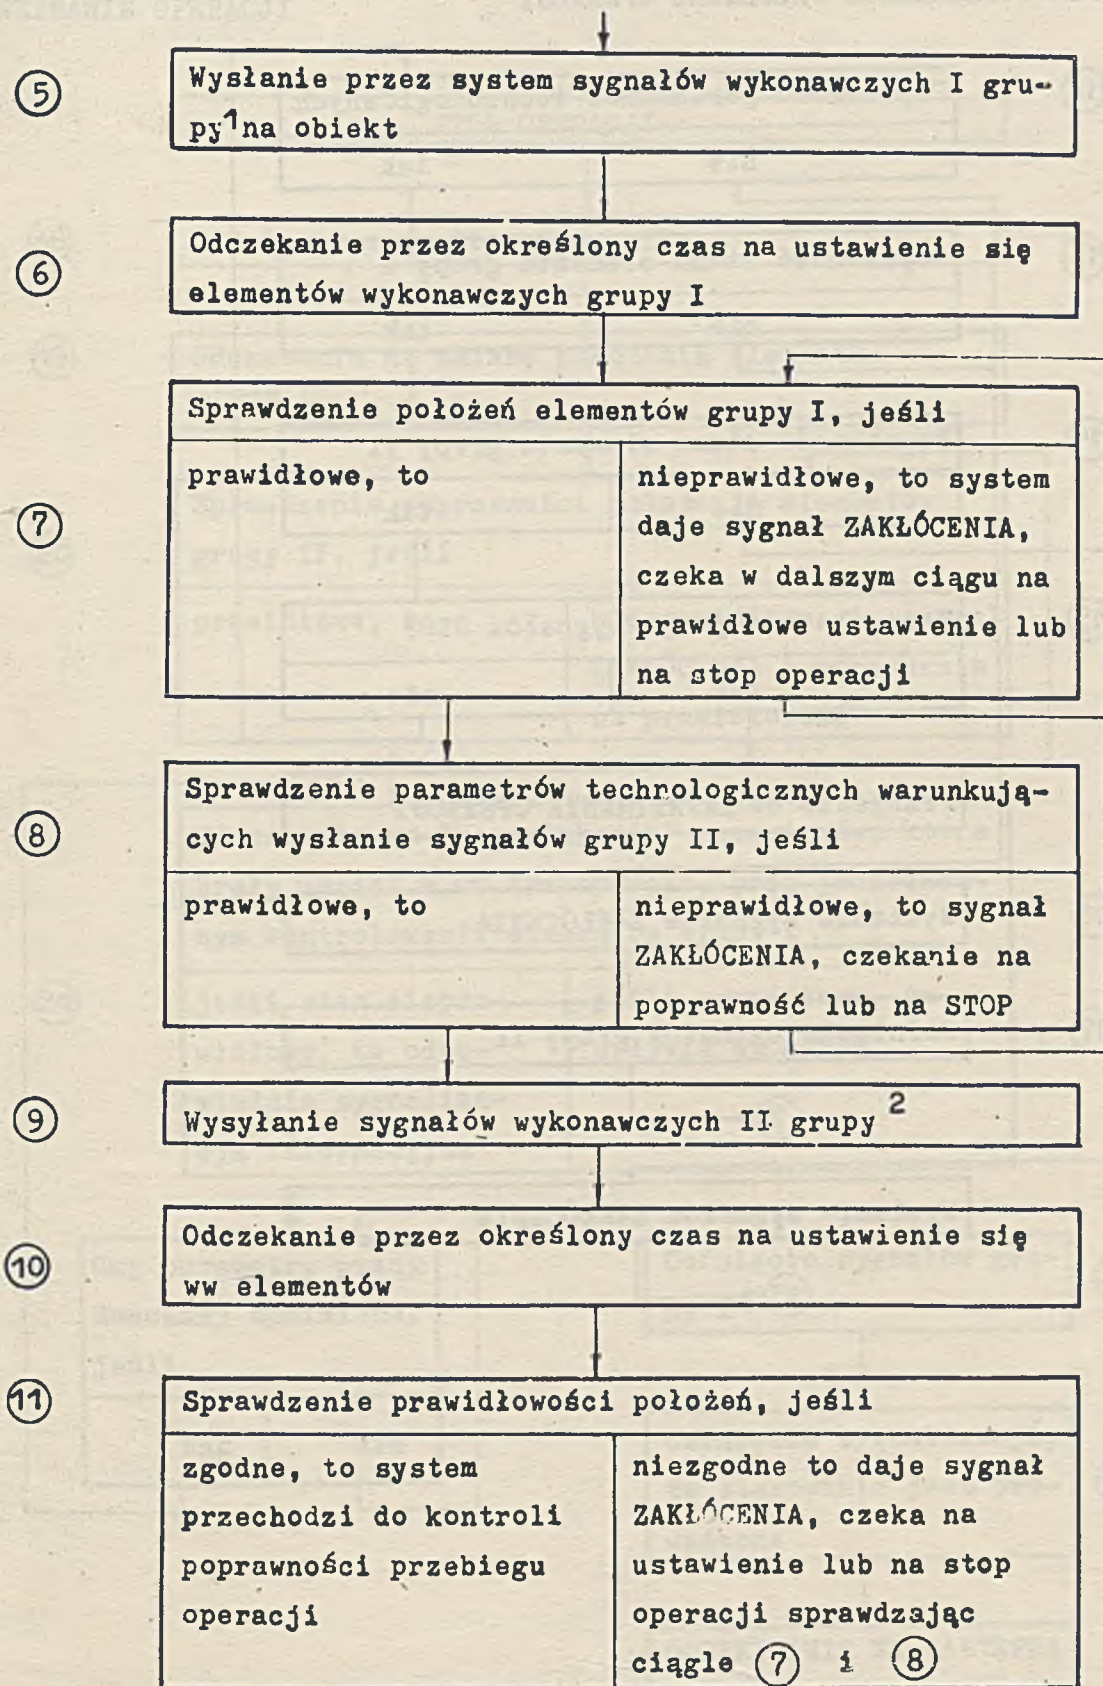 5
Wysłanie przez system sygnałów wykonawczych I gru-
py1 na obiekt
6
Odczekanie przez określony czas na ustawienie się
elementów wykonawczych grupy I
7
Sprawdzenie położeń elementów grupy I, jeśli
prawidłowe, to
nieprawidłowe, to system
daje sygnał ZAKŁÓCENIA,
czeka w dalszym ciągu na
prawidłowe ustawienie lub
na stop operacji
8
Sprawdzenie parametrów technologicznych warunkują-
cych wysłanie sygnałów grupy II, jeśli
prawidłowe, to
nieprawidłowe, to sygnał
ZAKŁÓCENIA, czekanie na
poprawność lub na STOP
9
Wysyłanie sygnałów wykonawczych II grupy 2
10
Odczekanie przez określony czas na ustawienie się
ww elementów
11
Sprawdzenie prawidłowości położeń, jeśli
zgodne, to system
przechodzi do kontroli
poprawności przebiegu
operacji
niezgodne to daje sygnał
ZAKŁÓCENIA, czeka na
ustawienie lub na stop
operacji sprawdzając
ciągle 7 i 8